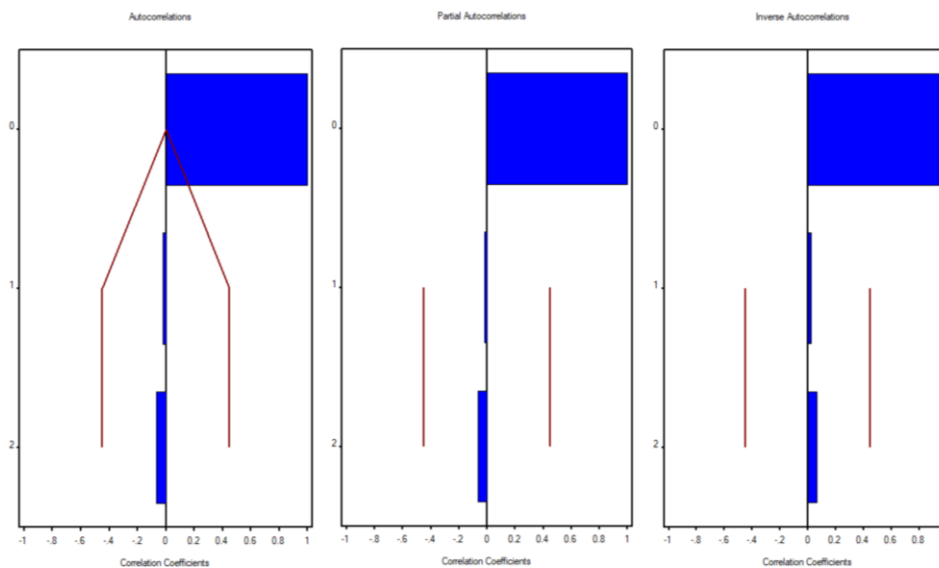 Autocorrelations
0
1
2
-1 -.8 -.6 -.4 -.2 0 0.2 0.4 0.6 0.8 1
Correlation Coefficients
Partial Autocorrelations
0
1
2
-1 -.8 -.6 -.4 -.2 0 0.2 0.4 0.6 0.8 1
Correlation Coefficients
Inverse Autocorrelations
0
1
2
-1 -.8 -.6 -.4 -.2 0 0.2 0.4 0.6 0.8
Correlation Coefficients